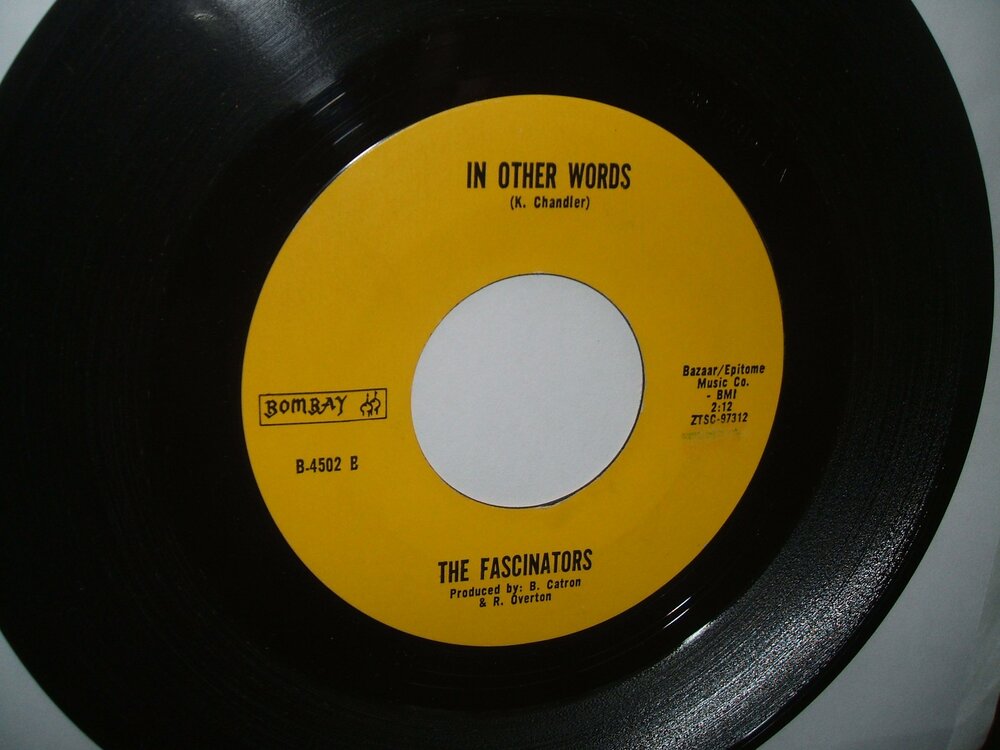 IN OTHER WORDS
(K. Chandler)
BOMBAY
B-4502 B
Bazaar/Epitome
Music Co.
- BMI
2:12
ZTSC-97312
THE FASCINATORS
Produced by: B. Catron
& R. Overton